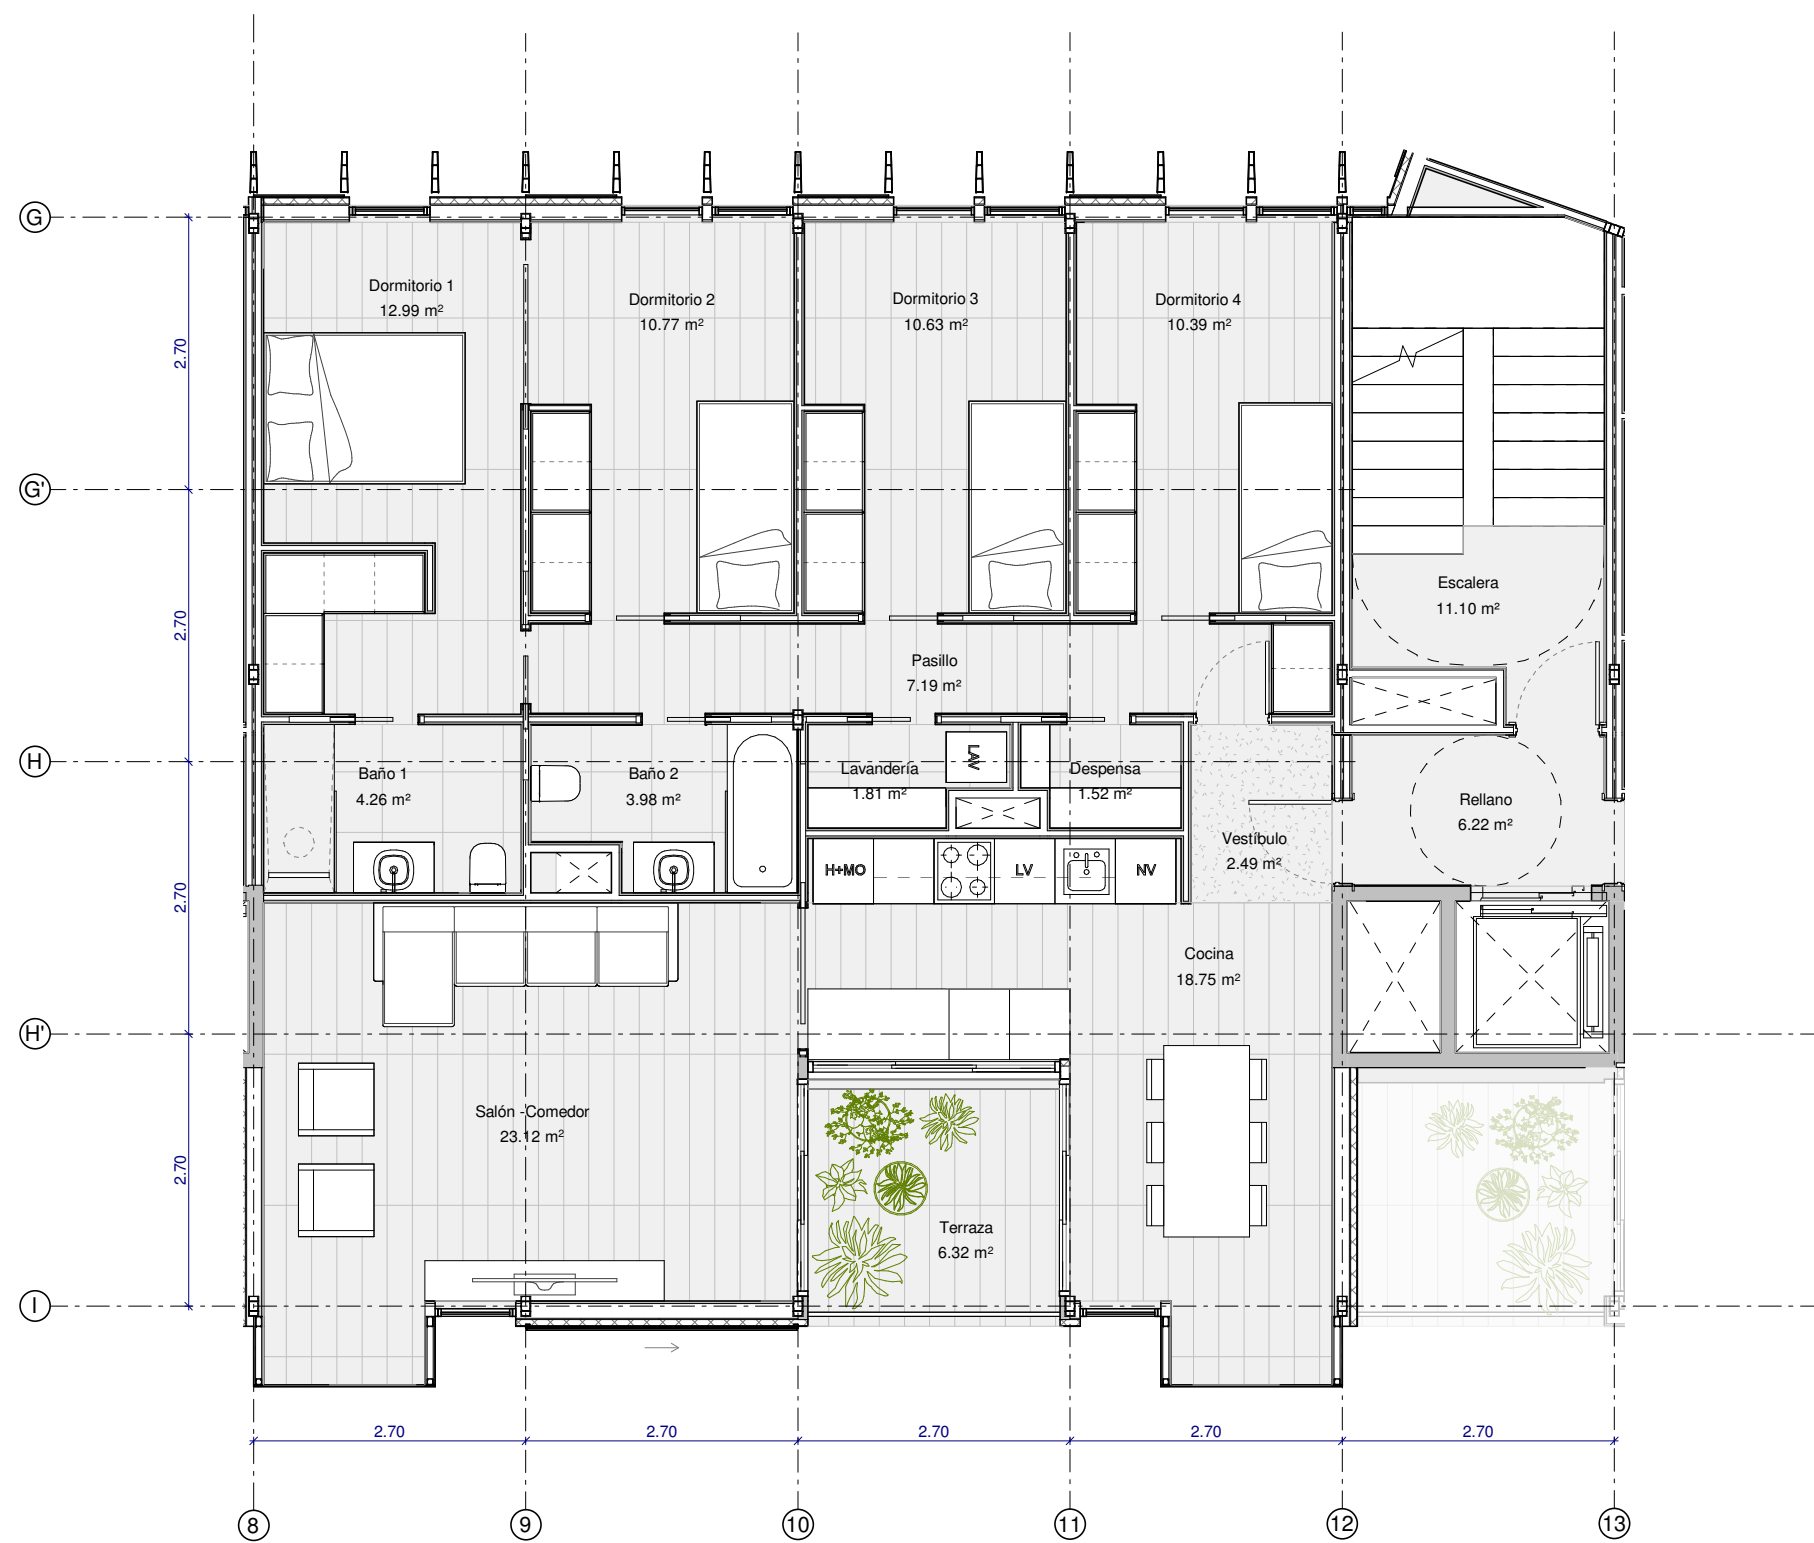 G
Dormitorio 1
12.99 m²
Dormitorio 2
10.77 m²
Dormitorio 3
10.63 m²
Dormitorio 4
10.39 m²
2.70
G'
Escalera
11.10 m²
2.70
Pasillo
7.19 m²
H
Baño 1
4.26 m²
Baño 2
3.98 m²
Lavandería
1.81 m²
LAV
Despensa
1.52 m²
Rellano
6.22 m²
Vestíbulo
2.49 m²
H+MO
LV
NV
2.70
Cocina
18.75 m²
H'
Salón -Comedor
23.12 m²
2.70
Terraza
6.32 m²
I
2.70
2.70
2.70
2.70
2.70
8
9
10
11
12
13